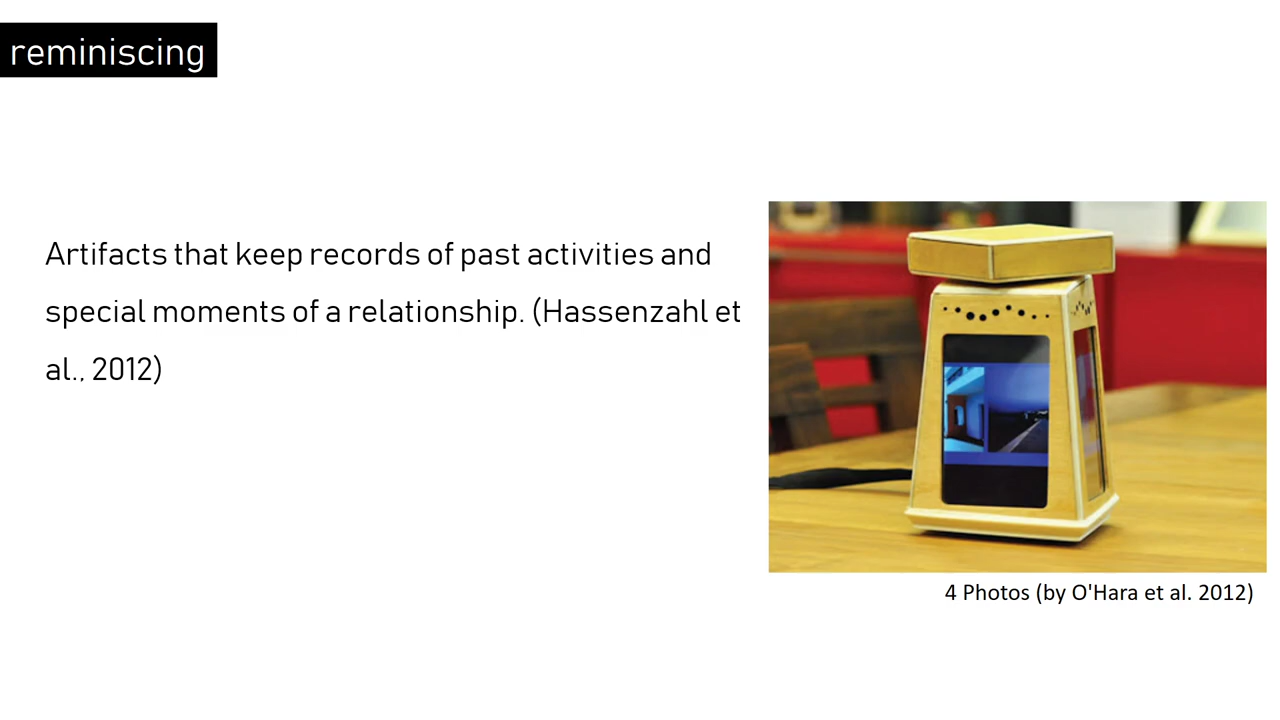 reminiscing
Artifacts that keep records of past activities and
special moments of a relationship. (Hassenzahl et
al., 2012)
4 Photos (by O'Hara et al. 2012)